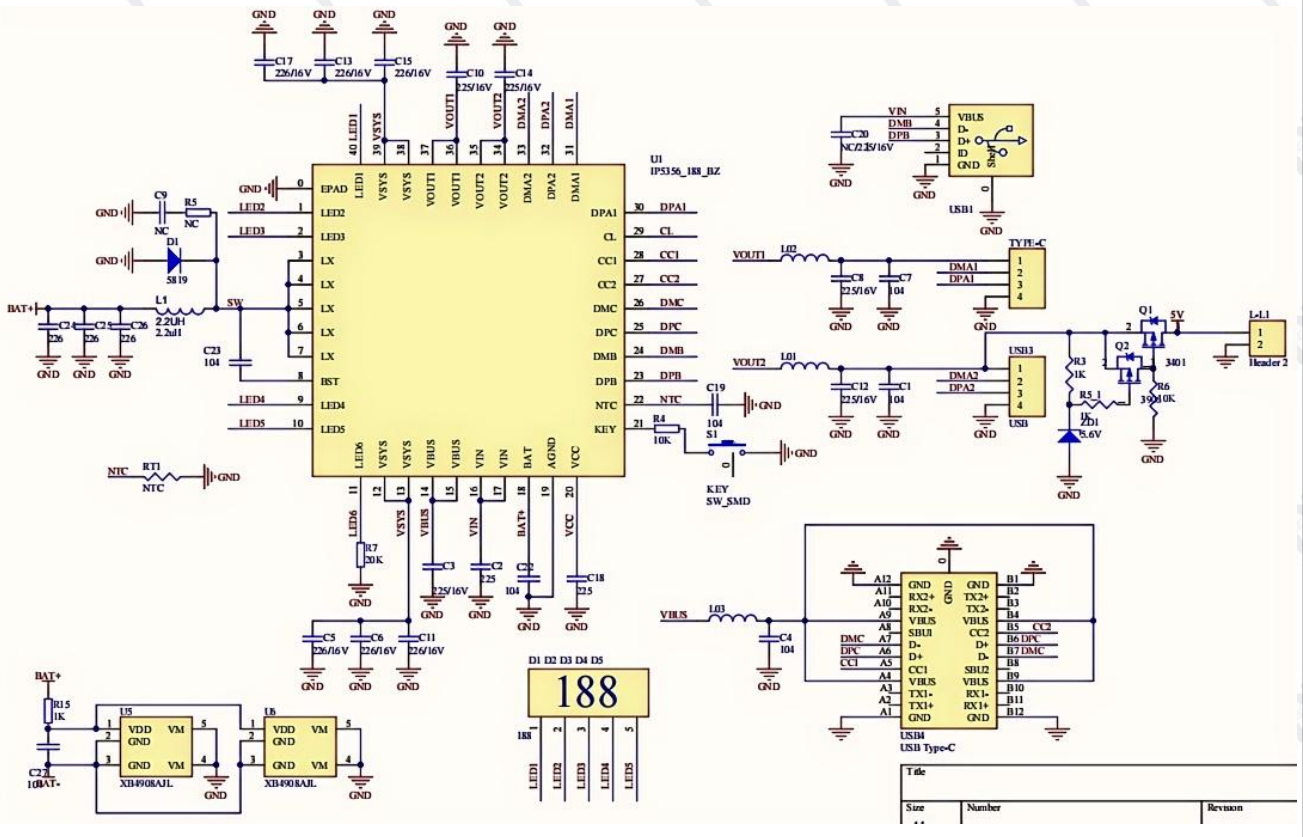 GND GND GND GND GND
C17 226/16V
C13 226/16V
C15 226/16V
C10 225/16V
C14 225/16V
LED1 VSYS VOUT1 VOUT2 DMA2 DPA2 DMA1
40 39 38 37 36 35 34 33 32 31
LED1 VSYS VSYS VOUT1 VOUT1 VOUT2 VOUT2 DMA2 DPA2 DMA1
U1
IP5356_188_BZ
GND 0 EPAD
LED2 1 LED2
LED3 2 LED3
3 LX
4 LX
SW 5 LX
6 LX
7 LX
8 BST
LED4 9 LED4
LED5 10 LED5
DPA1 30 DPA1
CL 29 CL
CC1 28 CC1
CC2 27 CC2
DMC 26 DMC
DPC 25 DPC
DMB 24 DMB
DPB 23 DPB
NTC 22 NTC
KEY 21
LED6 VSYS VSYS VBUS VBUS VIN VIN BAT AGND VCC
11 12 13 14 15 16 17 18 19 20
LED6 VSYS VBUS VIN BAT+ VCC
GND C9 NC R5 NC
GND D1 5819
BAT+ L1 2.2UH 2.2uH
C24 226
C25 226
C26 226
GND GND GND
C23 104
NTC RT1 NTC GND
R7 20K GND
C3 225/16V GND
C2 225 GND
C22 104 GND
C18 225 GND
C5 226/16V GND
C6 226/16V GND
C11 226/16V GND
C19 104 GND
R4 10K S1 0 GND
KEY
SW_SMD
VIN 5 VBUS
DMB 4 D-
DPB 3 D+
2 ID
1 GND
Shell
0
C20 NC/225/16V
GND GND
USB1 GND
VOUT1 L02
C8 225/16V GND
C7 104 GND
TYPE-C
1
DMA1 2
DPA1 3
4
GND
VOUT2 L01
C12 225/16V GND
C1 104 GND
USB3
1
DMA2 2
DPA2 3
4
GND USB
R3 1K
R5_1 1K
ZD1 5.6V
GND
Q1 2 3401
Q2
R6 10K
GND
5V
L-L1
1
2
Header 2
GND
VBUS L03
C4 104
GND
GND
0
A12 GND GND B1
A11 RX2+ TX2+ B2
A10 RX2- TX2- B3
A9 VBUS VBUS B4
A8 SBU1 CC2 B5 CC2
DMC A7 D- D+ B6 DPC
DPC A6 D+ D- B7 DMC
CC1 A5 CC1 SBU2 B8
A4 VBUS VBUS B9
A3 TX1- RX1- B10
A2 TX1+ RX1+ B11
A1 GND GND B12
GND GND
USB4
USB Type-C
BAT+
R15 1K
C27
BAT-
U5
1 VDD VM 5
2 GND
3 GND VM 4
XB4908AJL
GND
U6
1 VDD VM 5
2 GND
3 GND VM 4
XB4908AJL
GND
D1 D2 D3 D4 D5
188
188
1 2 3 4 5
LED1 LED2 LED3 LED4 LED5
Title
Size Number Revision